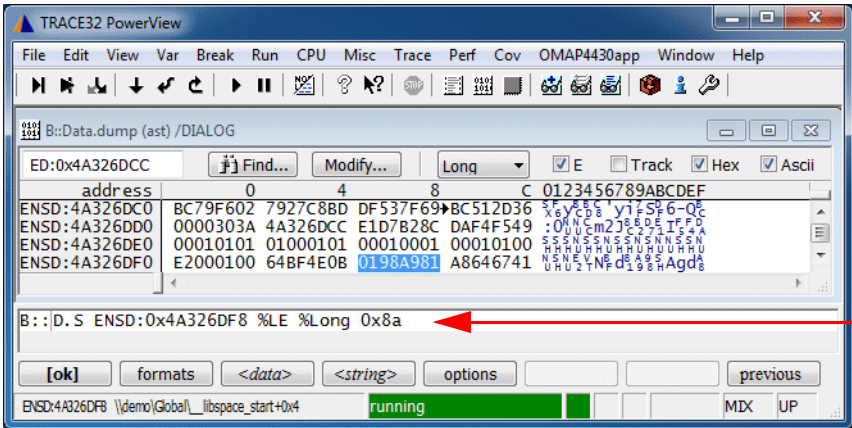 TRACE32 PowerView
File Edit View Var Break Run CPU Misc Trace Perf Cov OMAP4430app Window Help
B::Data.dump (ast) /DIALOG
ED:0x4A326DCC Find... Modify... Long E Track Hex Ascii
address 0 4 8 C 0123456789ABCDEF
ENSD:4A326DC0 BC79F602 7927C8BD DF537F69 BC512D36
ENSD:4A326DD0 0000303A 4A326DCC E1D7B28C DAF4F549
ENSD:4A326DE0 00010101 01000101 00010001 00010100
ENSD:4A326DF0 E2000100 64BF4E0B 0198A981 A8646741
B::D.S ENSD:0x4A326DF8 %LE %Long 0x8a
[ok] formats <data> <string> options previous
ENSD:4A326DF8 \\demo\Global\__libspace_start+0x4 running MIX UP